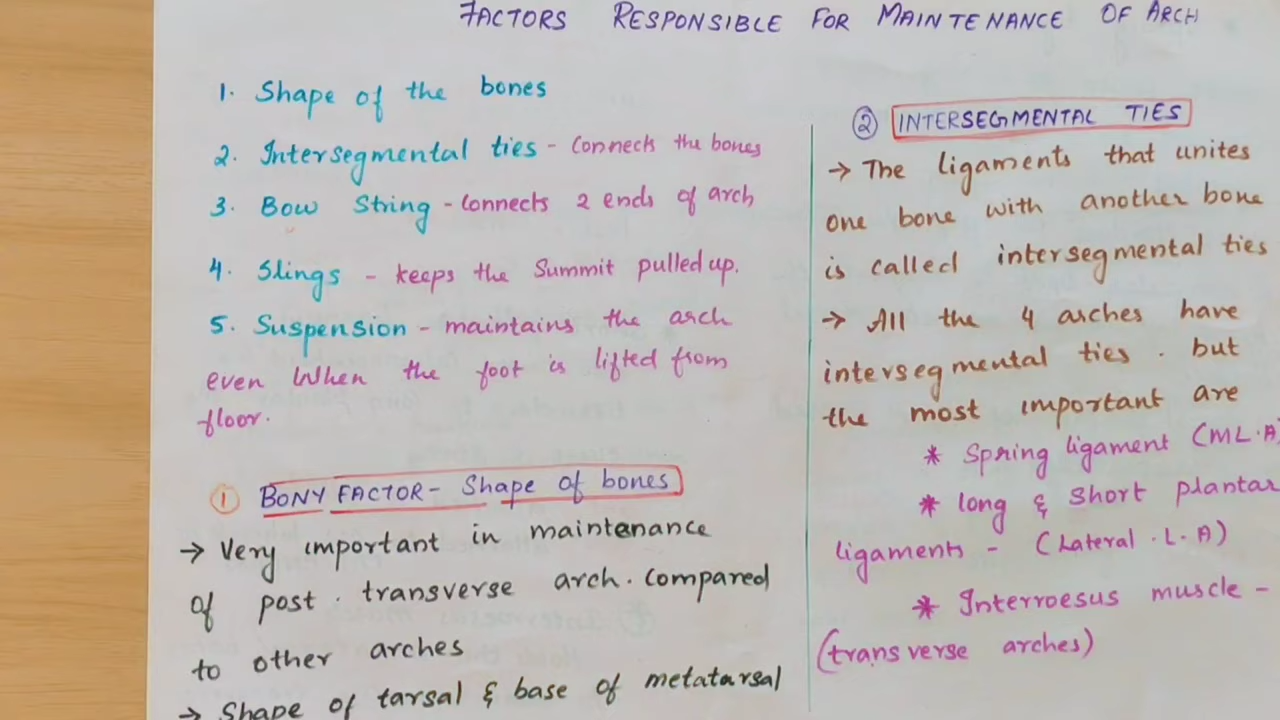 FACTORS RESPONSIBLE FOR MAINTENANCE OF ARCH
1. Shape of the bones
2. Intersegmental ties - connects the bones
3. Bow String - connects 2 ends of arch
4. Slings - keeps the Summit pulled up.
5. Suspension - maintains the arch
even when the foot is lifted from
floor.
① BONY FACTOR - Shape of bones
→ Very important in maintenance
of post. transverse arch. compared
to other arches
→ Shape of tarsal & base of metatarsal
② INTERSEGMENTAL TIES
→ The ligaments that unites
one bone with another bone
is called intersegmental ties
→ All the 4 arches have
intersegmental ties. but
the most important are
* Spring ligament (ML.A)
* long & short plantar
ligaments - (Lateral.L.A)
* Interroesus muscle -
(transverse arches)